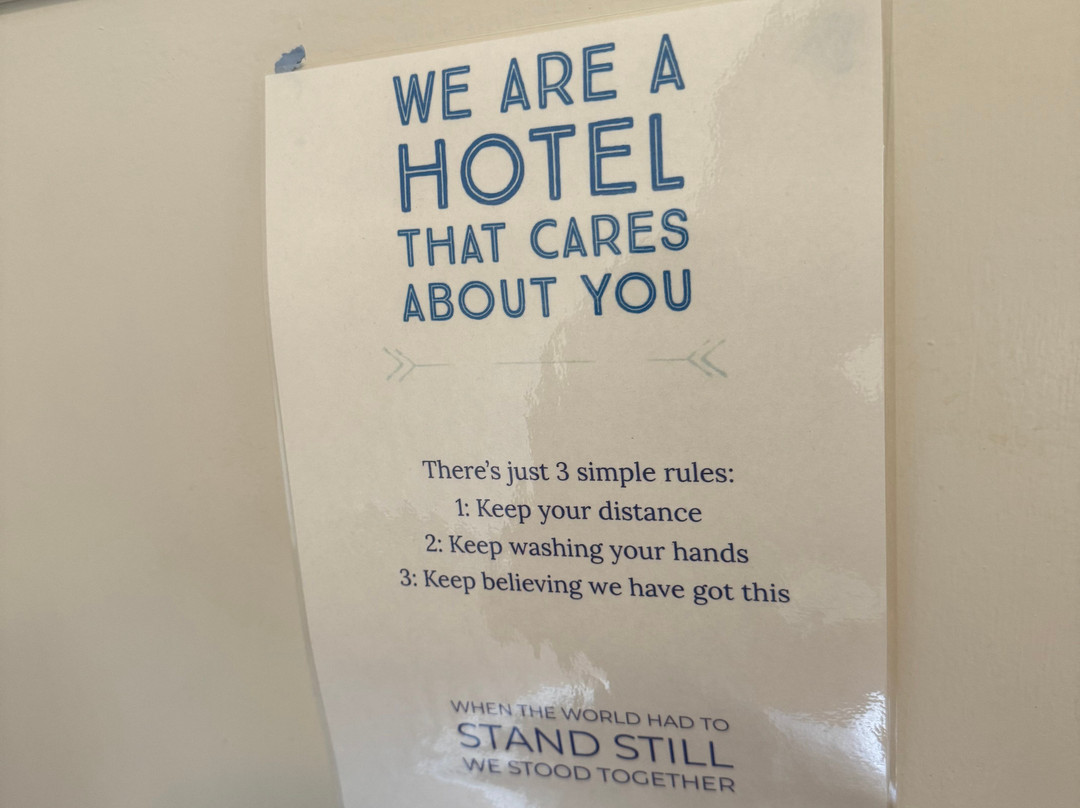 WE ARE A
HOTEL
THAT CARES
ABOUT YOU
There's just 3 simple rules:
1: Keep your distance
2: Keep washing your hands
3: Keep believing we have got this
WHEN THE WORLD HAD TO
STAND STILL
WE STOOD TOGETHER